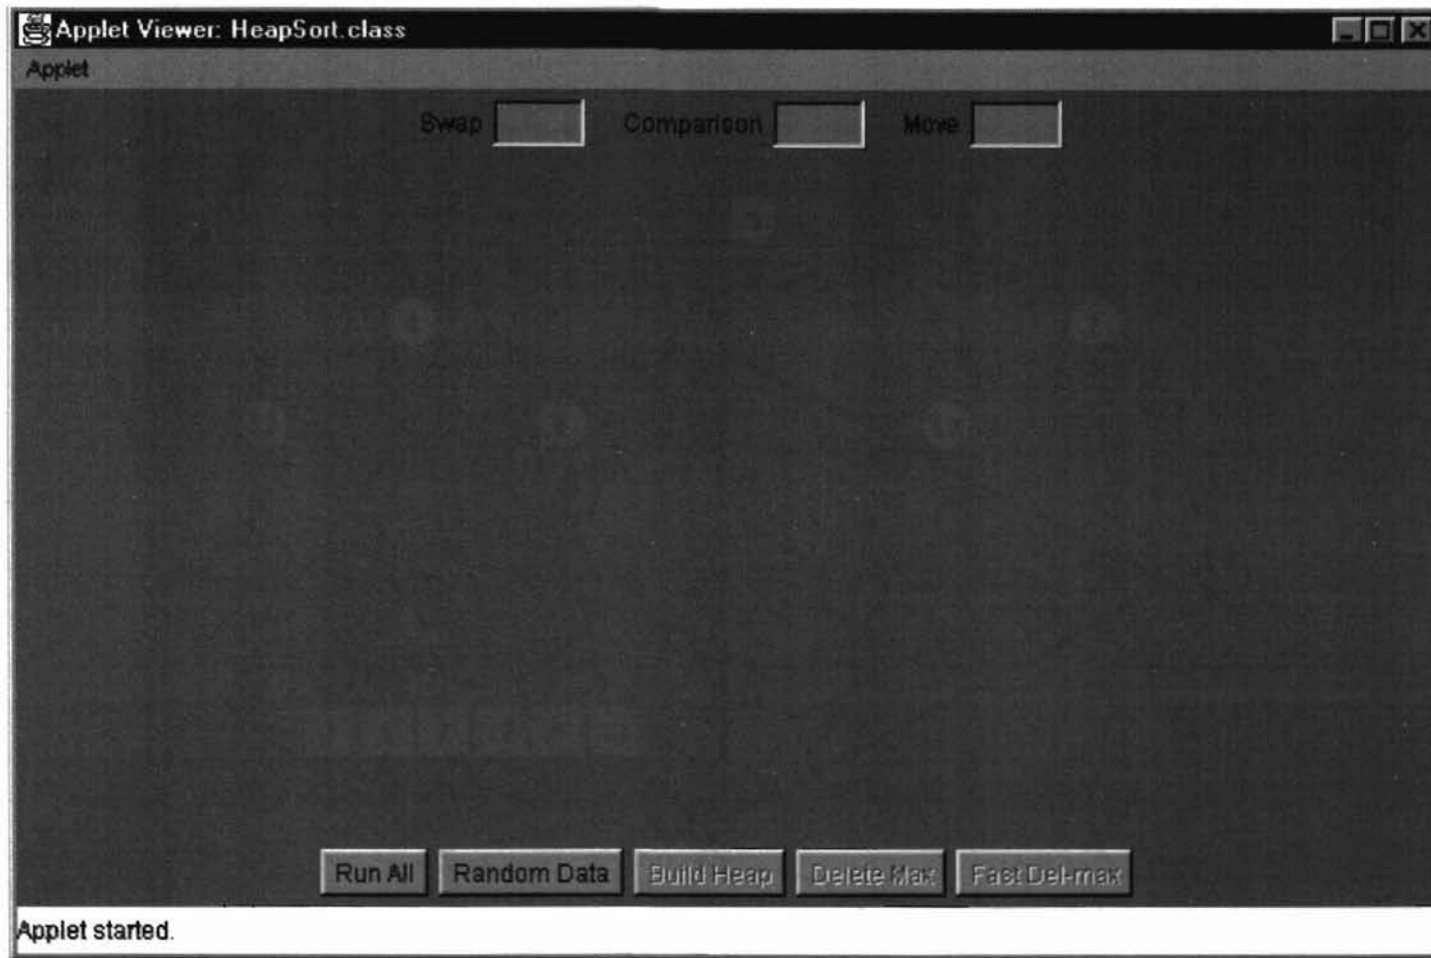 Applet Viewer: HeapSort.class
Applet
Swap Comparison Move
Run All Random Data Build Heap Delete Max Fast Del-max
Applet started.